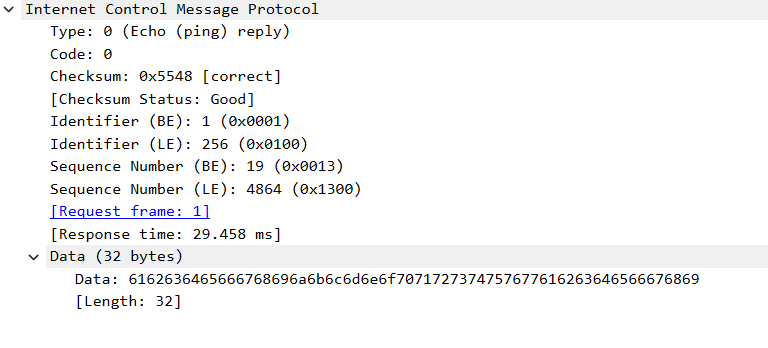 Internet Control Message Protocol
Type: 0 (Echo (ping) reply)
Code: 0
Checksum: 0x5548 [correct]
[Checksum Status: Good]
Identifier (BE): 1 (0x0001)
Identifier (LE): 256 (0x0100)
Sequence Number (BE): 19 (0x0013)
Sequence Number (LE): 4864 (0x1300)
[Request frame: 1]
[Response time: 29.458 ms]
Data (32 bytes)
Data: 6162636465666768696a6b6c6d6e6f7071727374757677616263646566676869
[Length: 32]